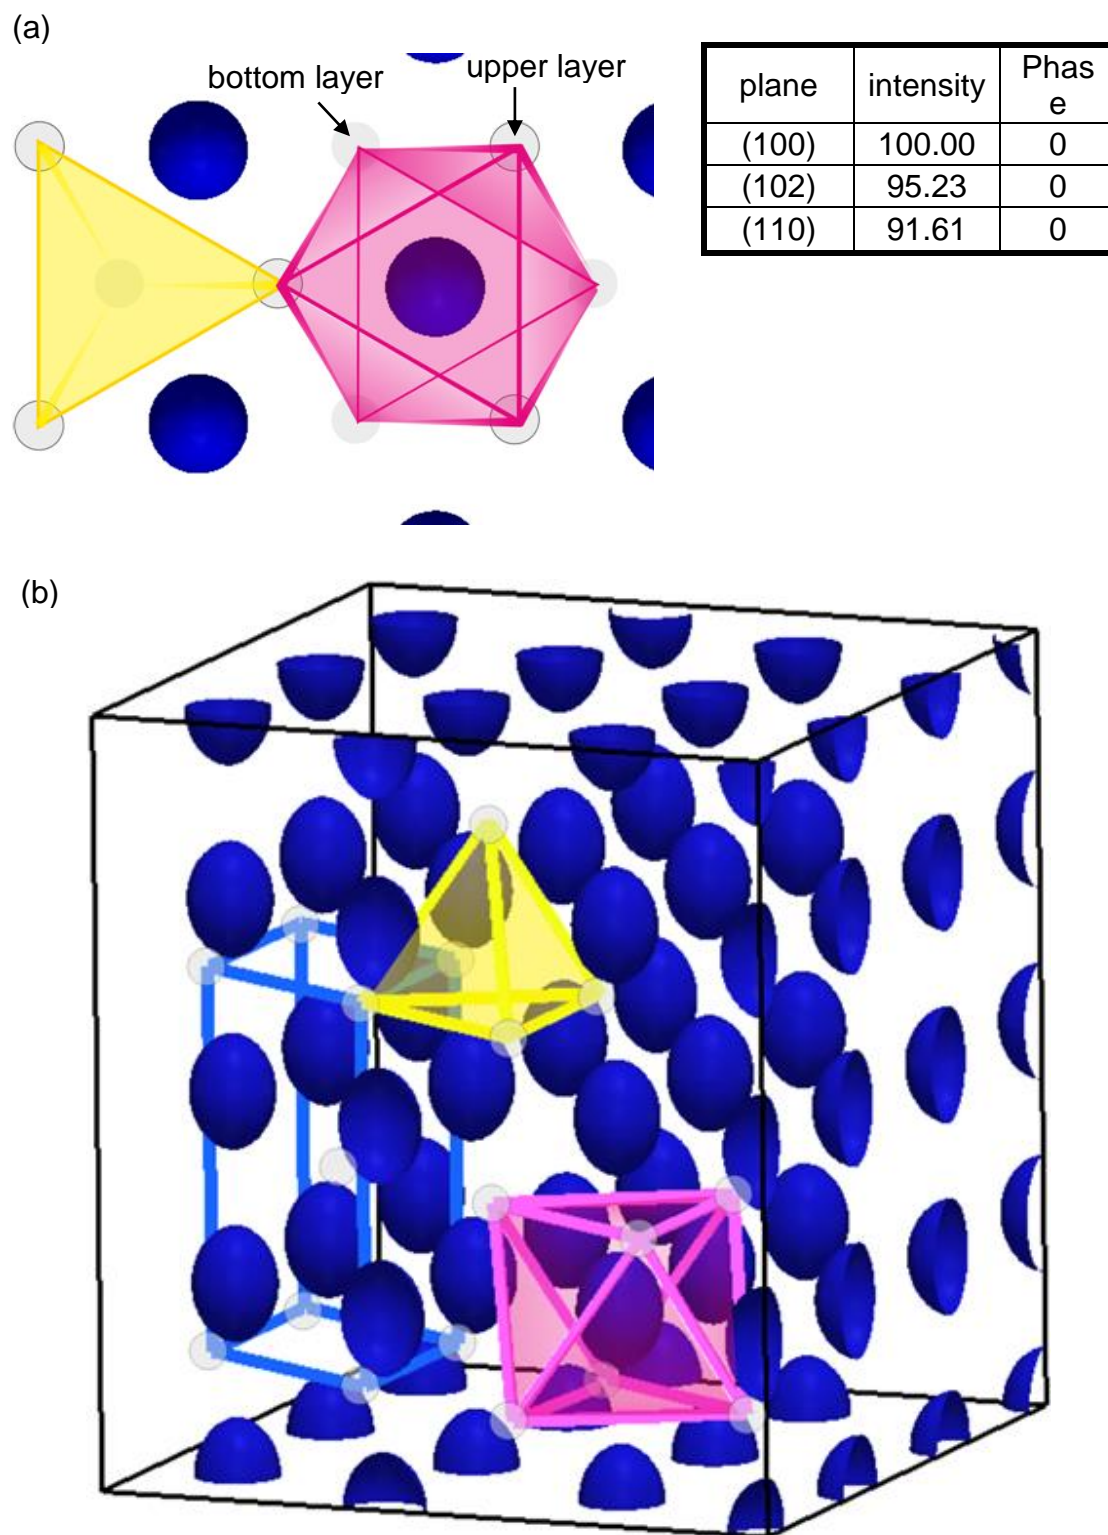 (a)
bottom layer
upper layer
plane intensity Phas
e
(100) 100.00 0
(102) 95.23 0
(110) 91.61 0
(b)